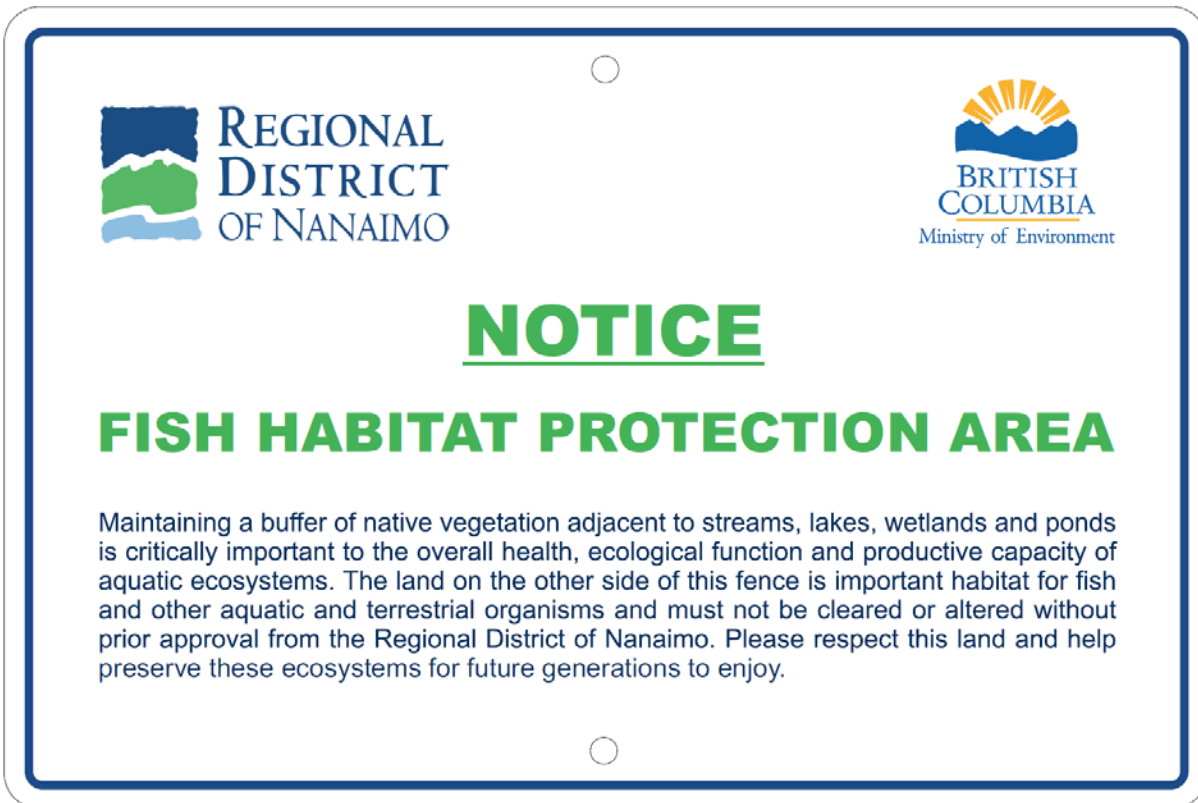 REGIONAL
DISTRICT
OF NANAIMO
BRITISH
COLUMBIA
Ministry of Environment
NOTICE
FISH HABITAT PROTECTION AREA
Maintaining a buffer of native vegetation adjacent to streams, lakes, wetlands and ponds
is critically important to the overall health, ecological function and productive capacity of
aquatic ecosystems. The land on the other side of this fence is important habitat for fish
and other aquatic and terrestrial organisms and must not be cleared or altered without
prior approval from the Regional District of Nanaimo. Please respect this land and help
preserve these ecosystems for future generations to enjoy.